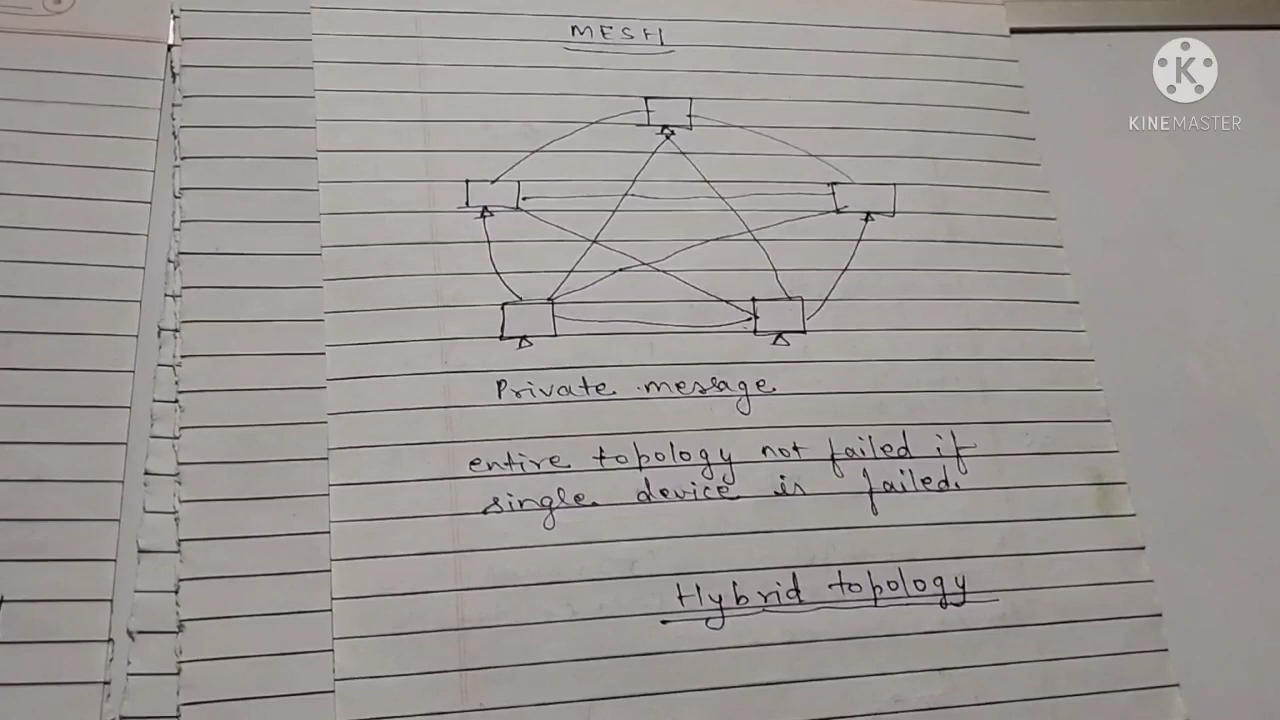 MESH
K
KINEMASTER
Private message
entire topology not failed if
single device is failed.
Hybrid topology